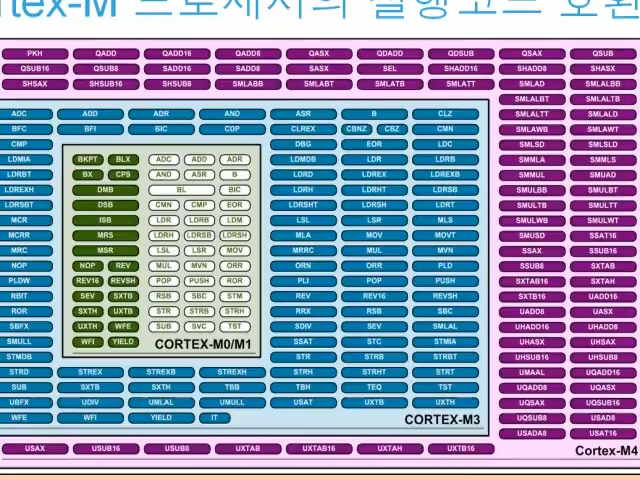 rtex-M 프로세서의 실행코드 호환
PKH QADD QADD16 QADD8 QASX QDADD QDSUB QSAX QSUB
QSUB16 QSUB8 SADD16 SADD8 SASX SEL SHADD16 SHADD8 SHASX
SHSAX SHSUB16 SHSUB8 SMLABB SMLABT SMLATB SMLATT SMLAD SMLALBB
SMLALBT SMLALTB
ADC ADD ADR AND ASR B CLZ SMLALTT SMLALD
BFC BFI BIC CDP CLREX CBNZ CBZ CMN SMLAWB SMLAWT
CMP DBG EOR LDC SMLSD SMLSLD
LDMIA BKPT BLX ADC ADD ADR LDMDB LDR LDRB SMMLA SMMLS
LDRBT BX CPS AND ASR B LDRD LDREX LDREXB SMMUL SMUAD
LDREXH DMB BL BIC LDRH LDRHT LDRSB SMULBB SMULBT
LDRSBT DSB CMN CMP EOR LDRSHT LDRSH LDRT SMULTB SMULTT
MCR ISB LDR LDRB LDM LSL LSR MLS SMULWB SMULWT
MCRR MRS LDRH LDRSB LDRSH MLA MOV MOVT SMUSD SSAT16
MRC MSR LSL LSR MOV MRRC MUL MVN SSAX SSUB16
NOP NOP REV MUL MVN ORR ORN ORR PLD SSUB8 SXTAB
PLDW REV16 REVSH POP PUSH ROR PLI POP PUSH SXTAB16 SXTAH
RBIT SEV SXTB RSB SBC STM REV REV16 REVSH SXTB16 UADD16
ROR SXTH UXTB STR STRB STRH RRX RSB SBC UADD8 UASX
SBFX UXTH WFE SUB SVC TST SDIV SEV SMLAL UHADD16 UHADD8
SMULL WFI YIELD CORTEX-M0/M1 SSAT STC STMIA UHASX UHSAX
STMDB STR STRB STRBT UHSUB16 UHSUB8
STRD STREX STREXB STREXH STRH STRHT STRT UMAAL UQADD16
SUB SXTB SXTH TBB TBH TEQ TST UQADD8 UQASX
UBFX UDIV UMLAL UMULL USAT UXTB UXTH UQSAX UQSUB16
WFE WFI YIELD IT CORTEX-M3 UQSUB8 USAD8
USADA8 USAT16
USAX USUB16 USUB8 UXTAB UXTAB16 UXTAH UXTB16 Cortex-M4